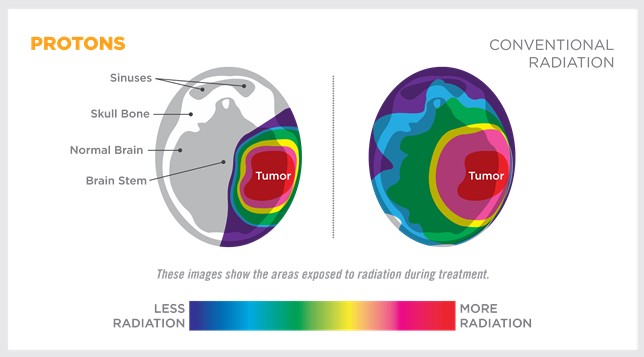 PROTONS
CONVENTIONAL
RADIATION
Sinuses
Skull Bone
Normal Brain
Brain Stem
Tumor
Tumor
These images show the areas exposed to radiation during treatment.
LESS
RADIATION
MORE
RADIATION